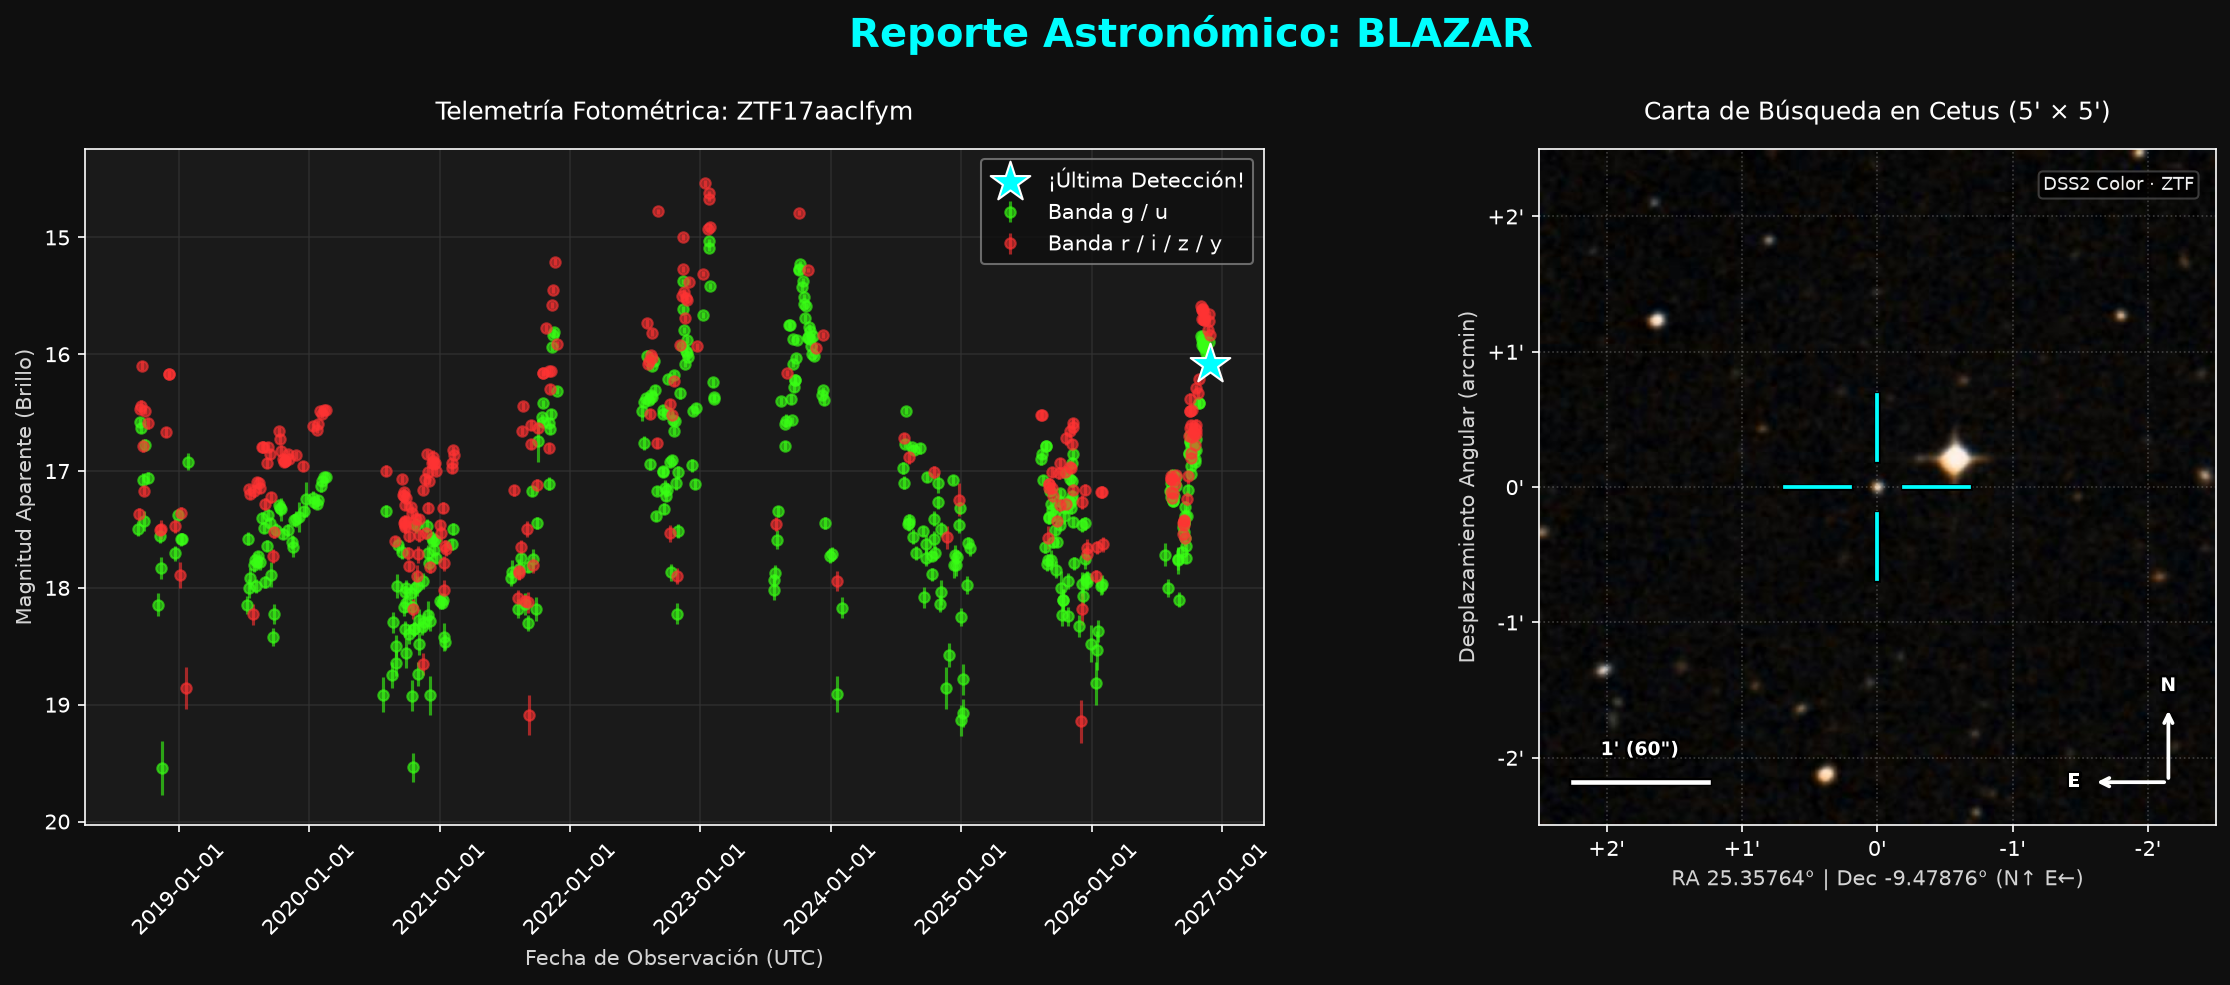 Reporte Astronómico: BLAZAR
Telemetría Fotométrica: ZTF17aaclfym
¡Última Detección!
Banda g / u
Banda r / i / z / y
Magnitud Aparente (Brillo)
15
16
17
18
19
20
2019-01-01
2020-01-01
2021-01-01
2022-01-01
2023-01-01
2024-01-01
2025-01-01
2026-01-01
2027-01-01
Fecha de Observación (UTC)
Carta de Búsqueda en Cetus (5' × 5')
DSS2 Color · ZTF
Desplazamiento Angular (arcmin)
+2'
+1'
0'
-1'
-2'
N
E
1' (60")
+2'
+1'
0'
-1'
-2'
RA 25.35764° | Dec -9.47876° (N↑ E←)